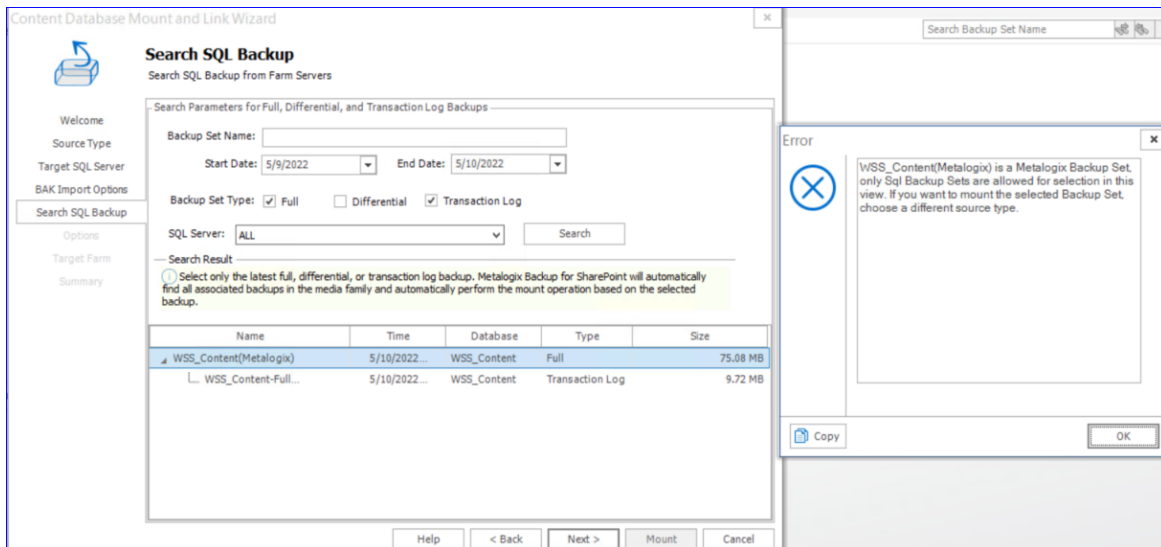 Content Database Mount and Link Wizard
Search Backup Set Name
Search SQL Backup
Search SQL Backup from Farm Servers
Welcome
Source Type
Target SQL Server
BAK Import Options
Search SQL Backup
Options
Target Farm
Summary
Search Parameters for Full, Differential, and Transaction Log Backups
Backup Set Name:
Start Date: 5/9/2022 End Date: 5/10/2022
Backup Set Type: Full Differential Transaction Log
SQL Server: ALL Search
Search Result
Select only the latest full, differential, or transaction log backup. Metalogix Backup for SharePoint will automatically
find all associated backups in the media family and automatically perform the mount operation based on the selected
backup.
Name Time Database Type Size
WSS_Content(Metalogix) 5/10/2022... WSS_Content Full 75.08 MB
WSS_Content-Full... 5/10/2022... WSS_Content Transaction Log 9.72 MB
Help < Back Next > Mount Cancel
Error
WSS_Content(Metalogix) is a Metalogix Backup Set,
only Sql Backup Sets are allowed for selection in this
view. If you want to mount the selected Backup Set,
choose a different source type.
Copy OK